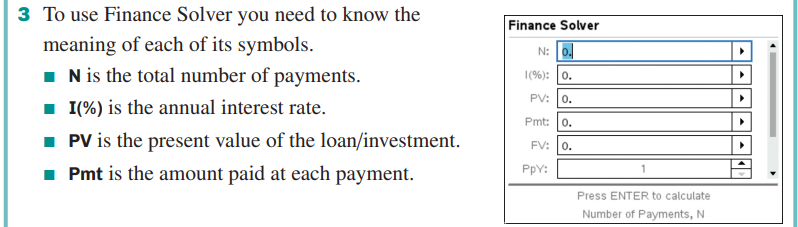 3 To use Finance Solver you need to know the
meaning of each of its symbols.
■ N is the total number of payments.
■ I(%) is the annual interest rate.
■ PV is the present value of the loan/investment.
■ Pmt is the amount paid at each payment.
Finance Solver
N: 0.
I(%): 0.
PV: 0.
Pmt: 0.
FV: 0.
PpY: 1
Press ENTER to calculate
Number of Payments, N